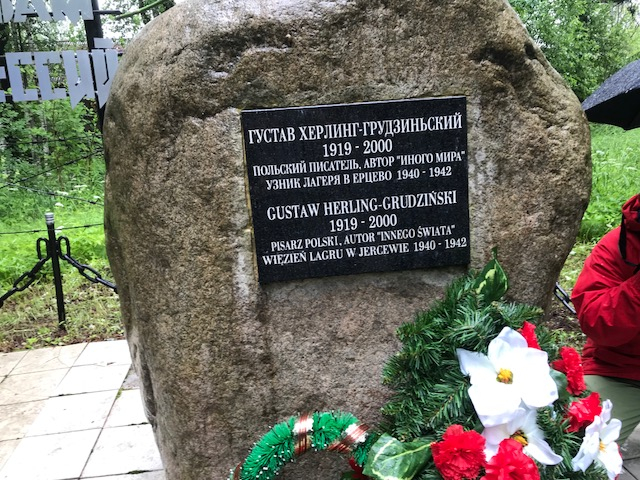 ГУСТАВ ХЕРЛИНГ-ГРУДЗИНЬСКИЙ
1919 - 2000
ПОЛЬСКИЙ ПИСАТЕЛЬ, АВТОР "ИНОГО МИРА"
УЗНИК ЛАГЕРЯ В ЕРЦЕВО 1940 - 1942
GUSTAW HERLING-GRUDZIŃSKI
1919 - 2000
PISARZ POLSKI, AUTOR "INNEGO ŚWIATA"
WIĘZIEŃ LAGRU W JERCEWIE 1940 - 1942